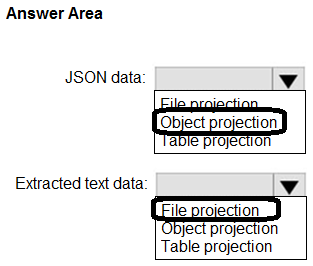 Answer Area
JSON data:
File projection
Object projection
Table projection
Extracted text data:
File projection
Object projection
Table projection